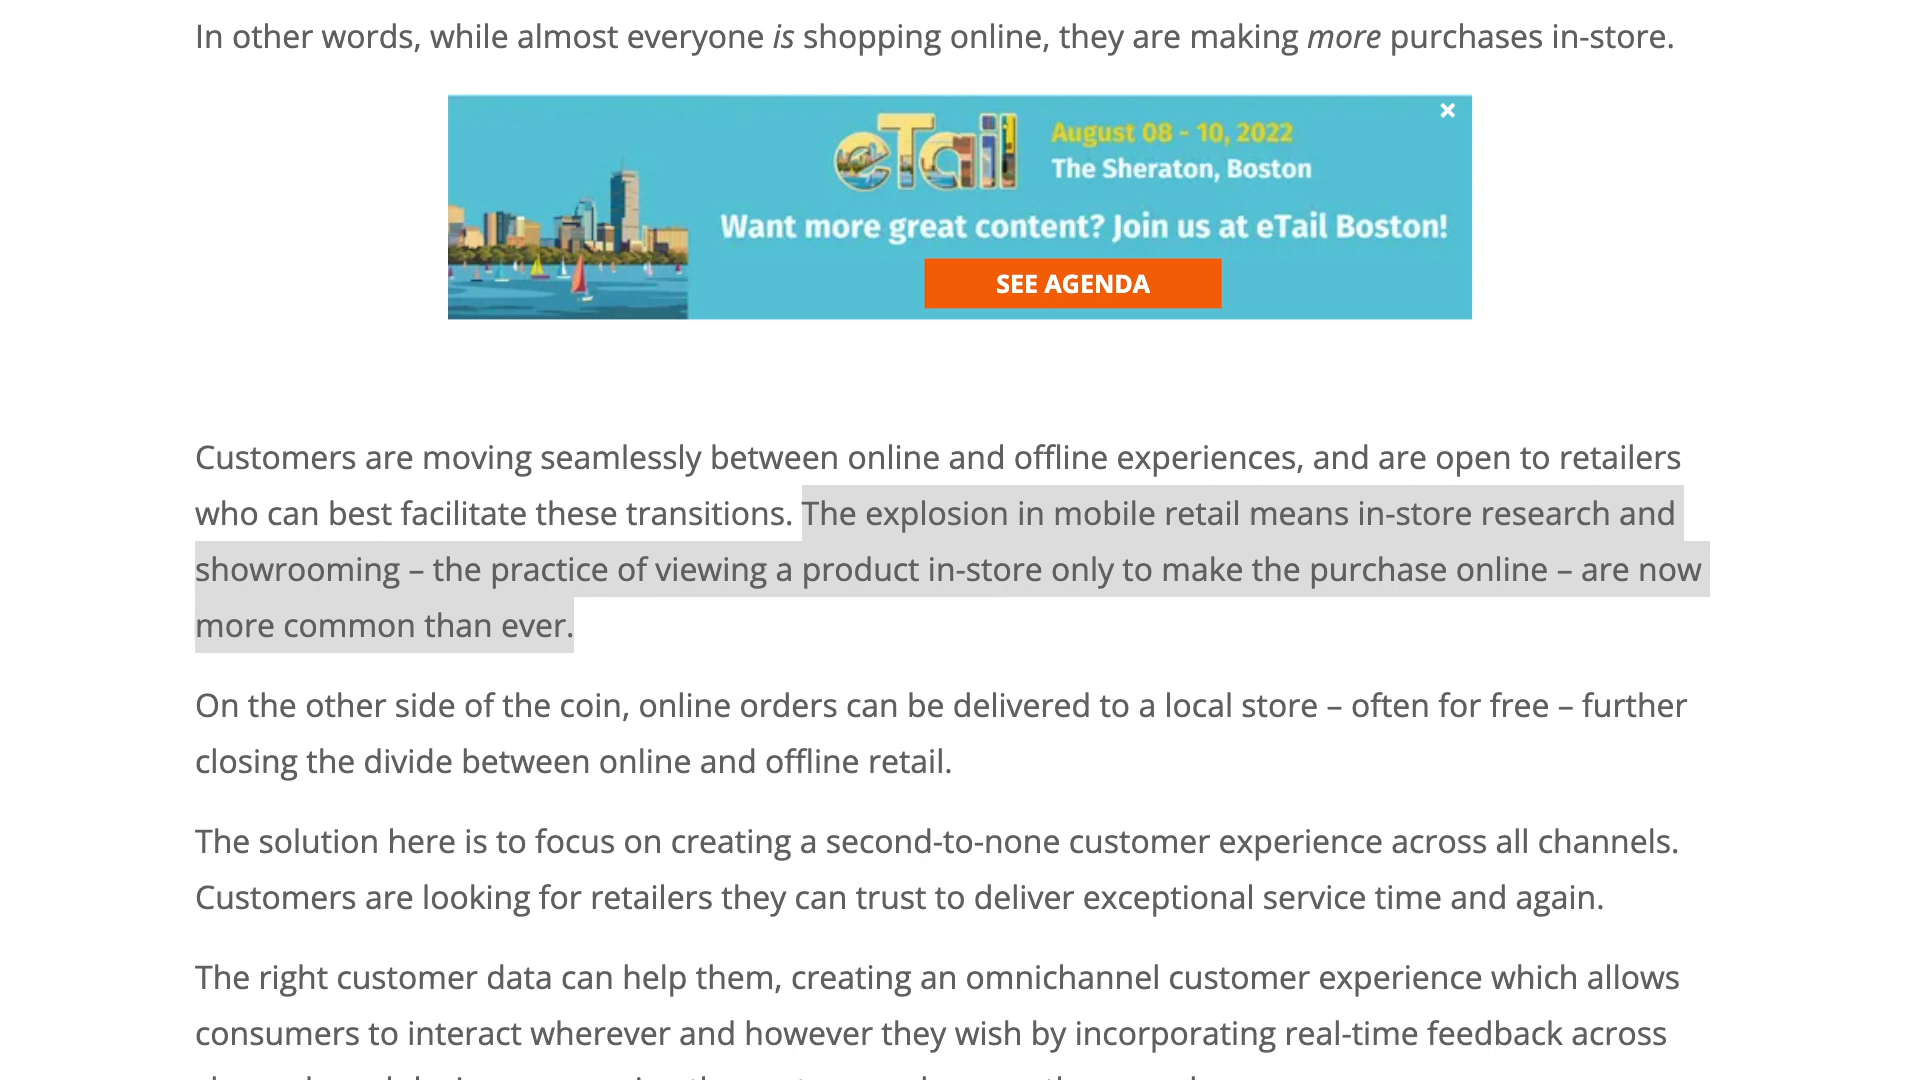 In other words, while almost everyone is shopping online, they are making more purchases in-store.
eTail
August 08 - 10, 2022
The Sheraton, Boston
Want more great content? Join us at eTail Boston!
SEE AGENDA
Customers are moving seamlessly between online and offline experiences, and are open to retailers
who can best facilitate these transitions. The explosion in mobile retail means in-store research and
showrooming – the practice of viewing a product in-store only to make the purchase online – are now
more common than ever.
On the other side of the coin, online orders can be delivered to a local store – often for free – further
closing the divide between online and offline retail.
The solution here is to focus on creating a second-to-none customer experience across all channels.
Customers are looking for retailers they can trust to deliver exceptional service time and again.
The right customer data can help them, creating an omnichannel customer experience which allows
consumers to interact wherever and however they wish by incorporating real-time feedback across